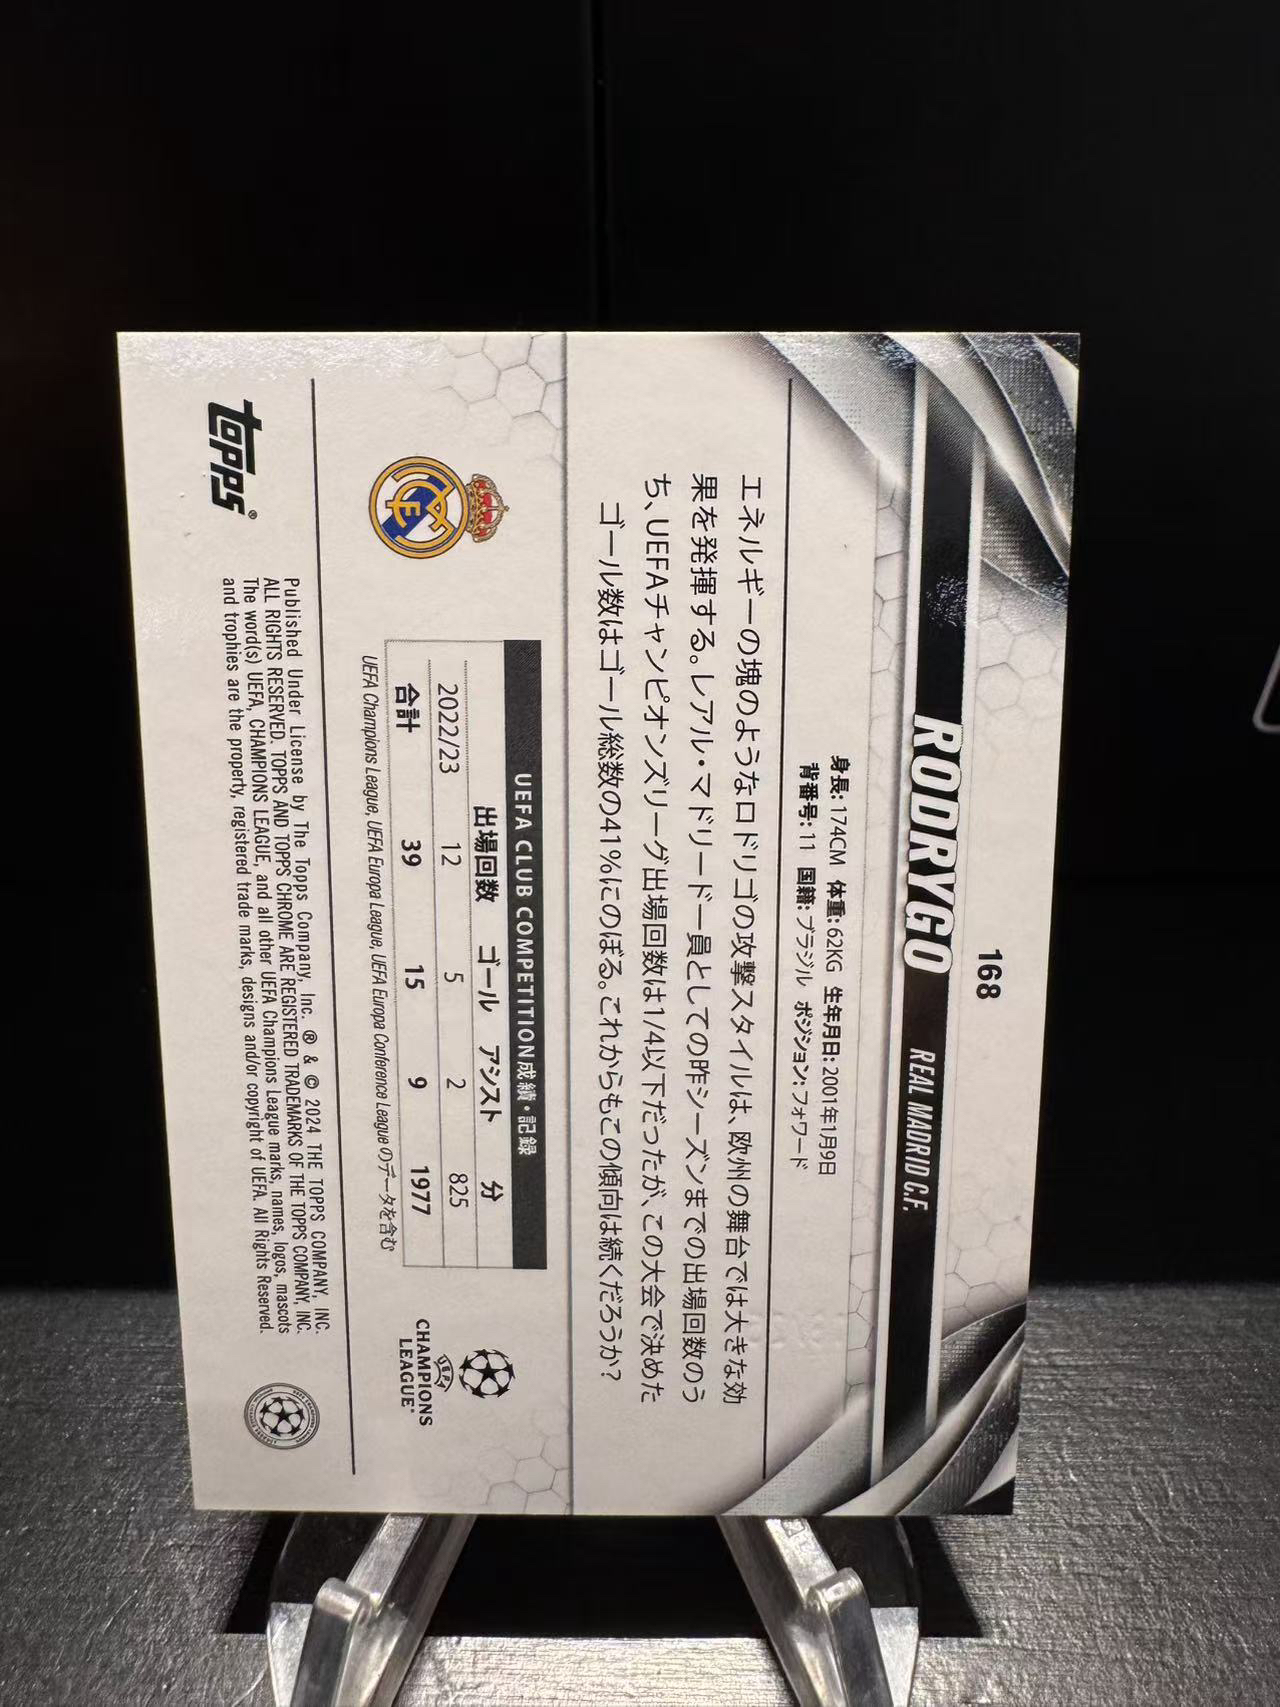 168
RODRYGO REAL MADRID C.F.
身長: 174CM 体重: 62KG 生年月日: 2001年1月9日
背番号: 11 国籍: ブラジル ポジション: フォワード
エネルギーの塊のようなロドリゴの攻撃スタイルは、欧州の舞台では大きな効
果を発揮する。レアル・マドリード一員としての昨シーズンまでの出場回数のう
ち、UEFAチャンピオンズリーグ出場回数は1/4以下だったが、この大会で決めた
ゴール数はゴール総数の41%にのぼる。これからもこの傾向は続くだろうか?
UEFA CLUB COMPETITION成績・記録
出場回数 ゴール アシスト 分
2022/23 12 5 2 825
合計 39 15 9 1977
UEFA Champions League, UEFA Europa League, UEFA Europa Conference Leagueのデータを含む
UEFA
CHAMPIONS
LEAGUE®
topps®
Published Under License by The Topps Company, Inc. ® & © 2024 THE TOPPS COMPANY, INC.
ALL RIGHTS RESERVED. TOPPS AND TOPPS CHROME ARE REGISTERED TRADEMARKS OF THE TOPPS COMPANY, INC.
The word(s) UEFA, CHAMPIONS LEAGUE, and all other UEFA Champions League marks, names, logos, mascots
and trophies are the property, registered trade marks, designs and/or copyright of UEFA. All Rights Reserved.